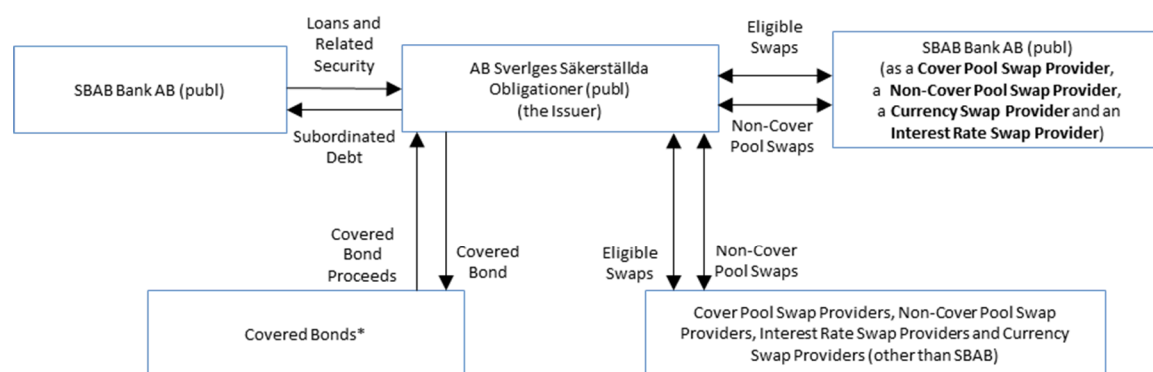 Loans and
Related
Security
SBAB Bank AB (publ)
Subordinated
Debt
AB Sverlges Säkerställda
Obligationer (publ)
(the Issuer)
Eligible
Swaps
Non-Cover
Pool Swaps
SBAB Bank AB (publ)
(as a Cover Pool Swap Provider,
a Non-Cover Pool Swap Provider,
a Currency Swap Provider and an
Interest Rate Swap Provider)
Covered
Bond
Proceeds
Covered
Bond
Eligible
Swaps
Non-Cover
Pool Swaps
Covered Bonds*
Cover Pool Swap Providers, Non-Cover Pool Swap
Providers, Interest Rate Swap Providers and Currency
Swap Providers (other than SBAB)